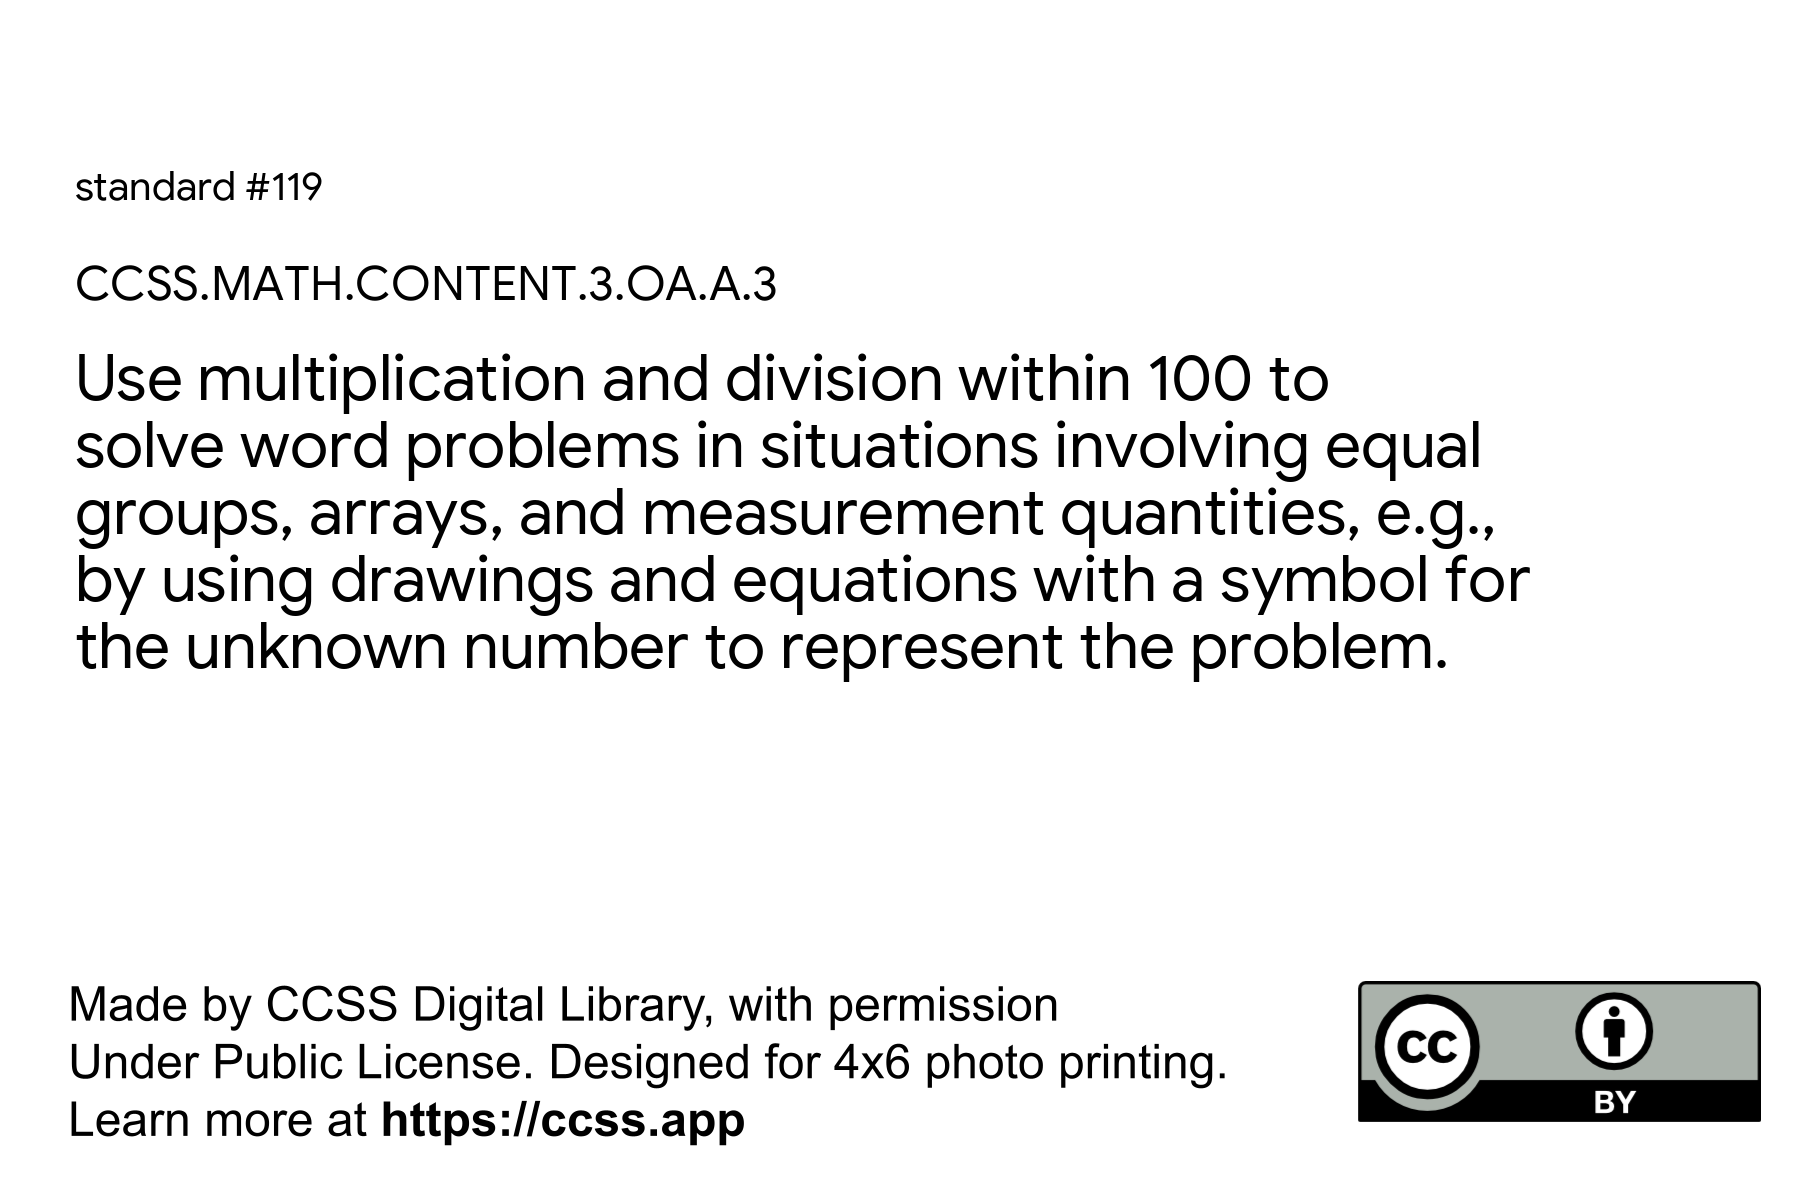 standard #119
CCSS.MATH.CONTENT.3.OA.A.3
Use multiplication and division within 100 to
solve word problems in situations involving equal
groups, arrays, and measurement quantities, e.g.,
by using drawings and equations with a symbol for
the unknown number to represent the problem.
Made by CCSS Digital Library, with permission
Under Public License. Designed for 4x6 photo printing.
Learn more at https://ccss.app
cc
BY